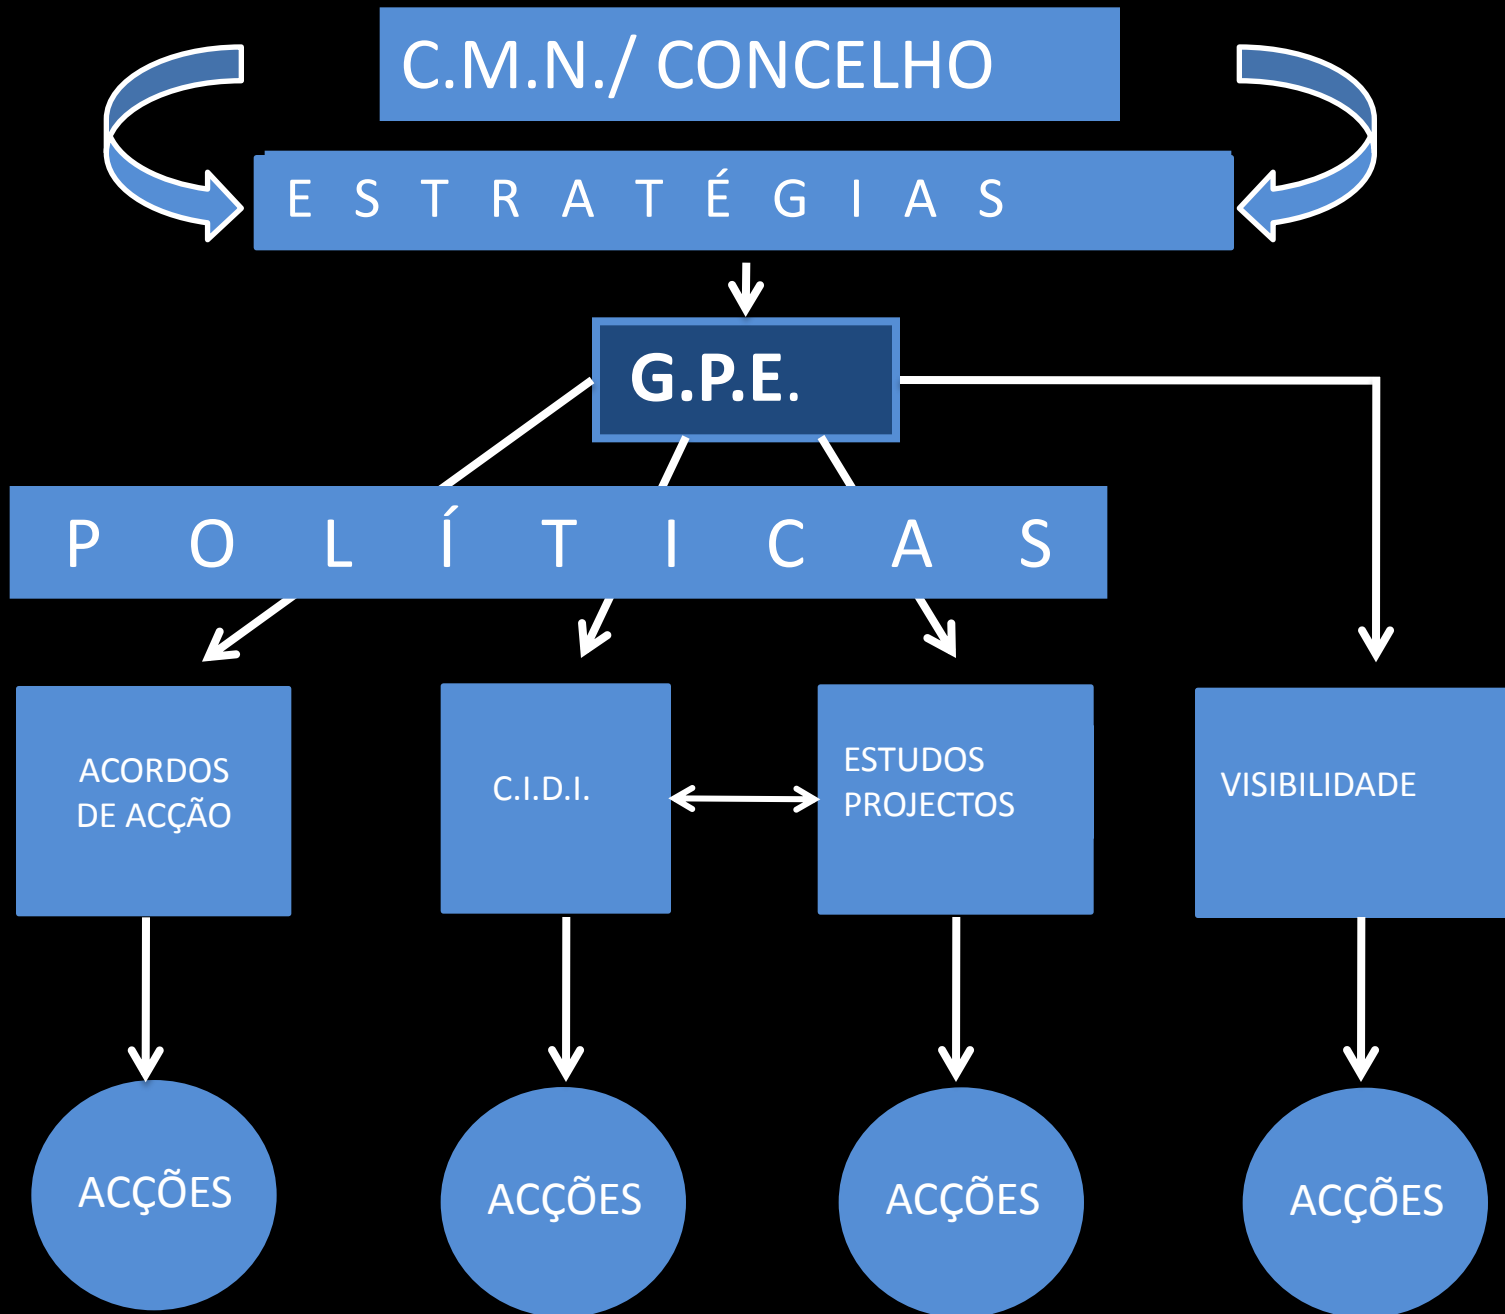 C.M.N./ CONCELHO
E S T R A T É G I A S
G.P.E.
P O L Í T I C A S
ACORDOS
DE ACÇÃO
C.I.D.I.
ESTUDOS
PROJECTOS
VISIBILIDADE
ACÇÕES
ACÇÕES
ACÇÕES
ACÇÕES